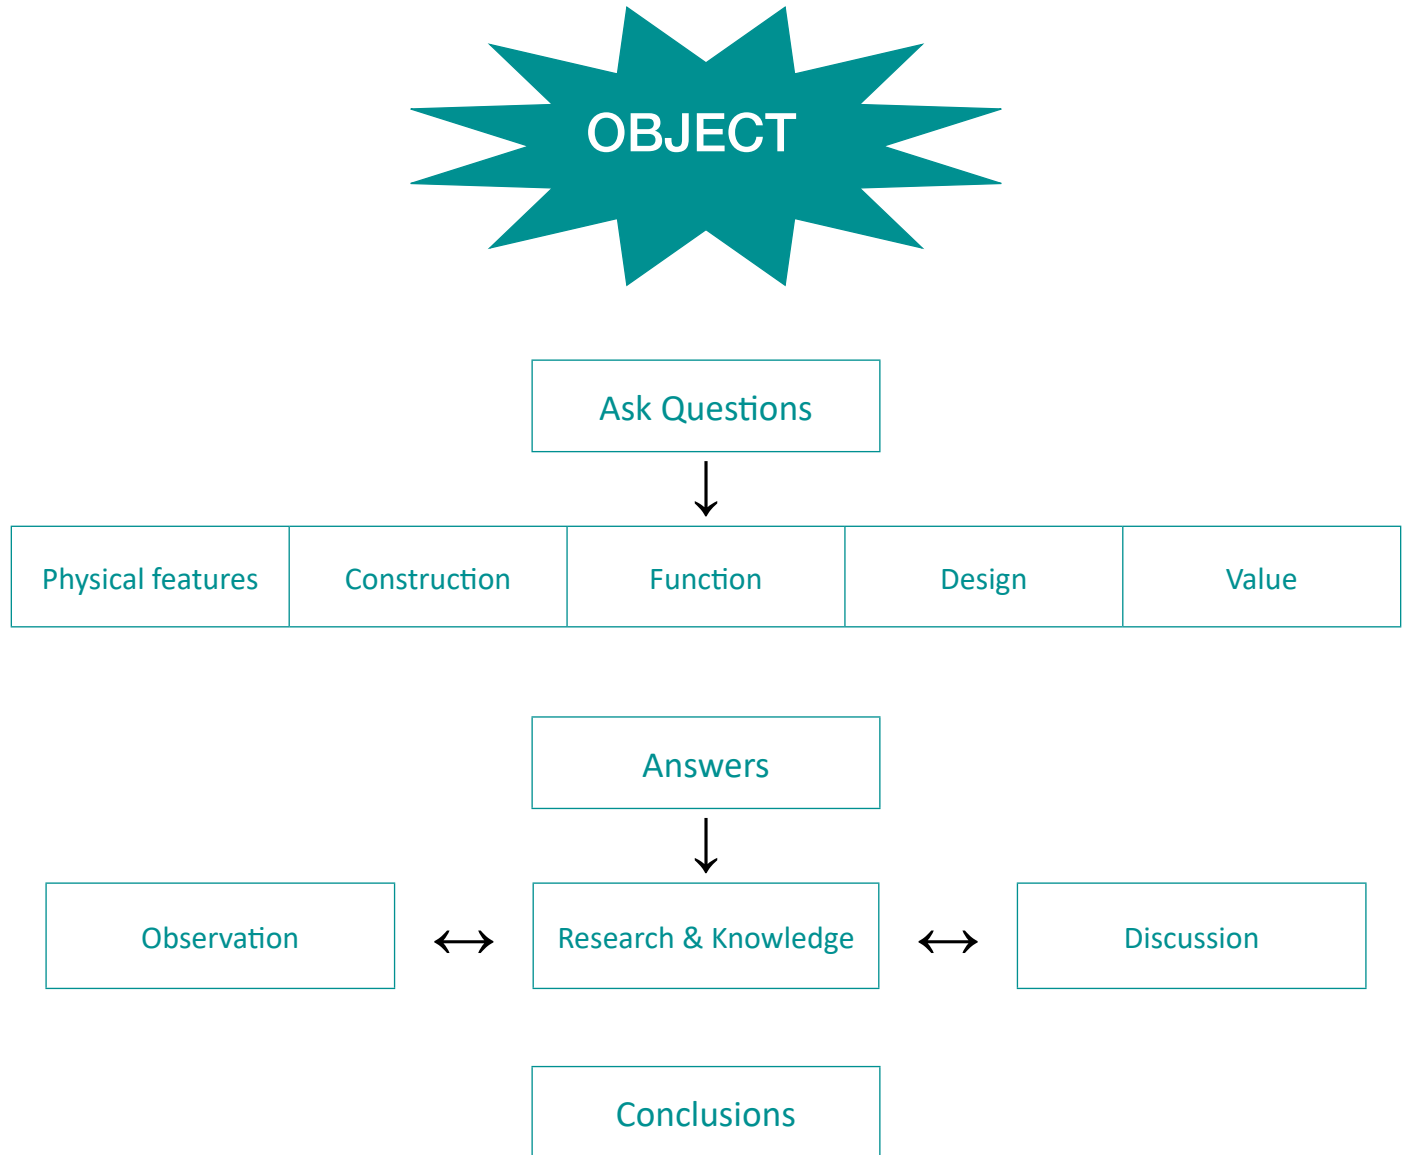 OBJECT
Ask Questions
Physical features
Construction
Function
Design
Value
Answers
Observation
Research & Knowledge
Discussion
Conclusions